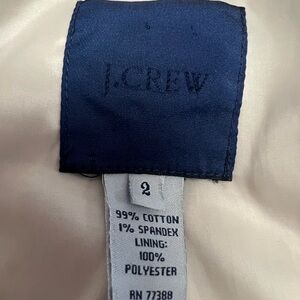 J.CREW
2
99% COTTON
1% SPANDEX
LINING:
100%
POLYESTER
RN 77388